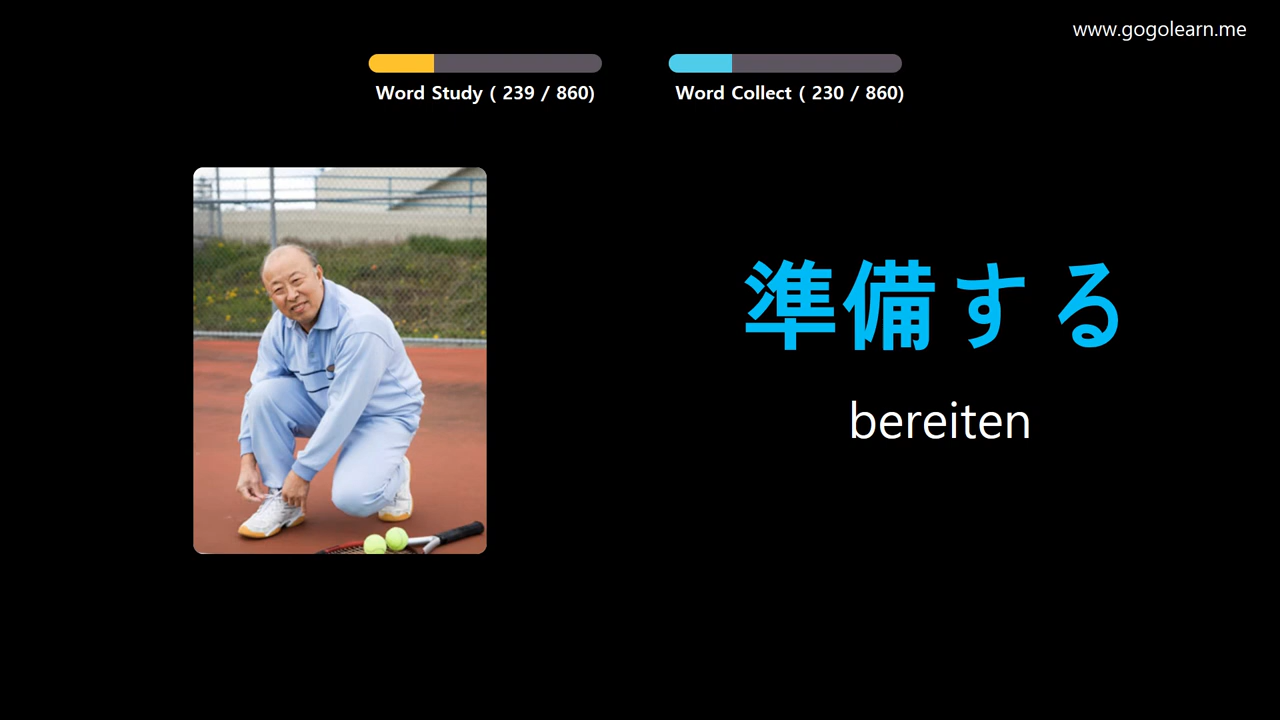 www.gogolearn.me
Word Study ( 239 / 860)
Word Collect ( 230 / 860)
準備する
bereiten